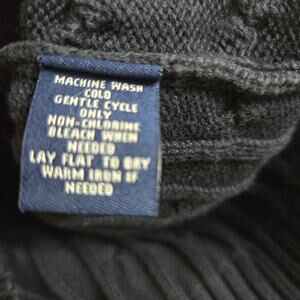 MACHINE WASH
COLD
GENTLE CYCLE
ONLY
NON-CHLORINE
BLEACH WHEN
NEEDED
LAY FLAT TO DRY
WARM IRON IF
NEEDED